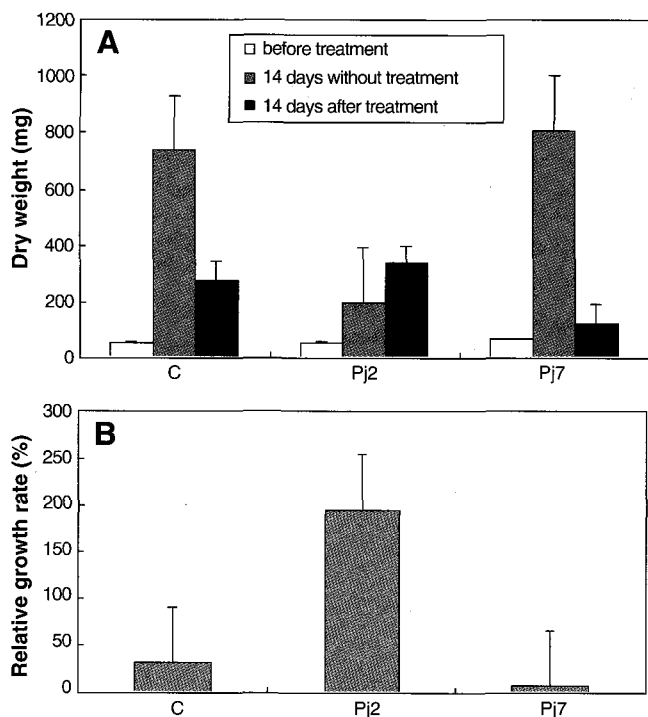 A
before treatment
14 days without treatment
14 days after treatment
Dry weight (mg)
1200
1000
800
600
400
200
0
C
Pj2
Pj7
B
Relative growth rate (%)
300
250
200
150
100
50
0
C
Pj2
Pj7